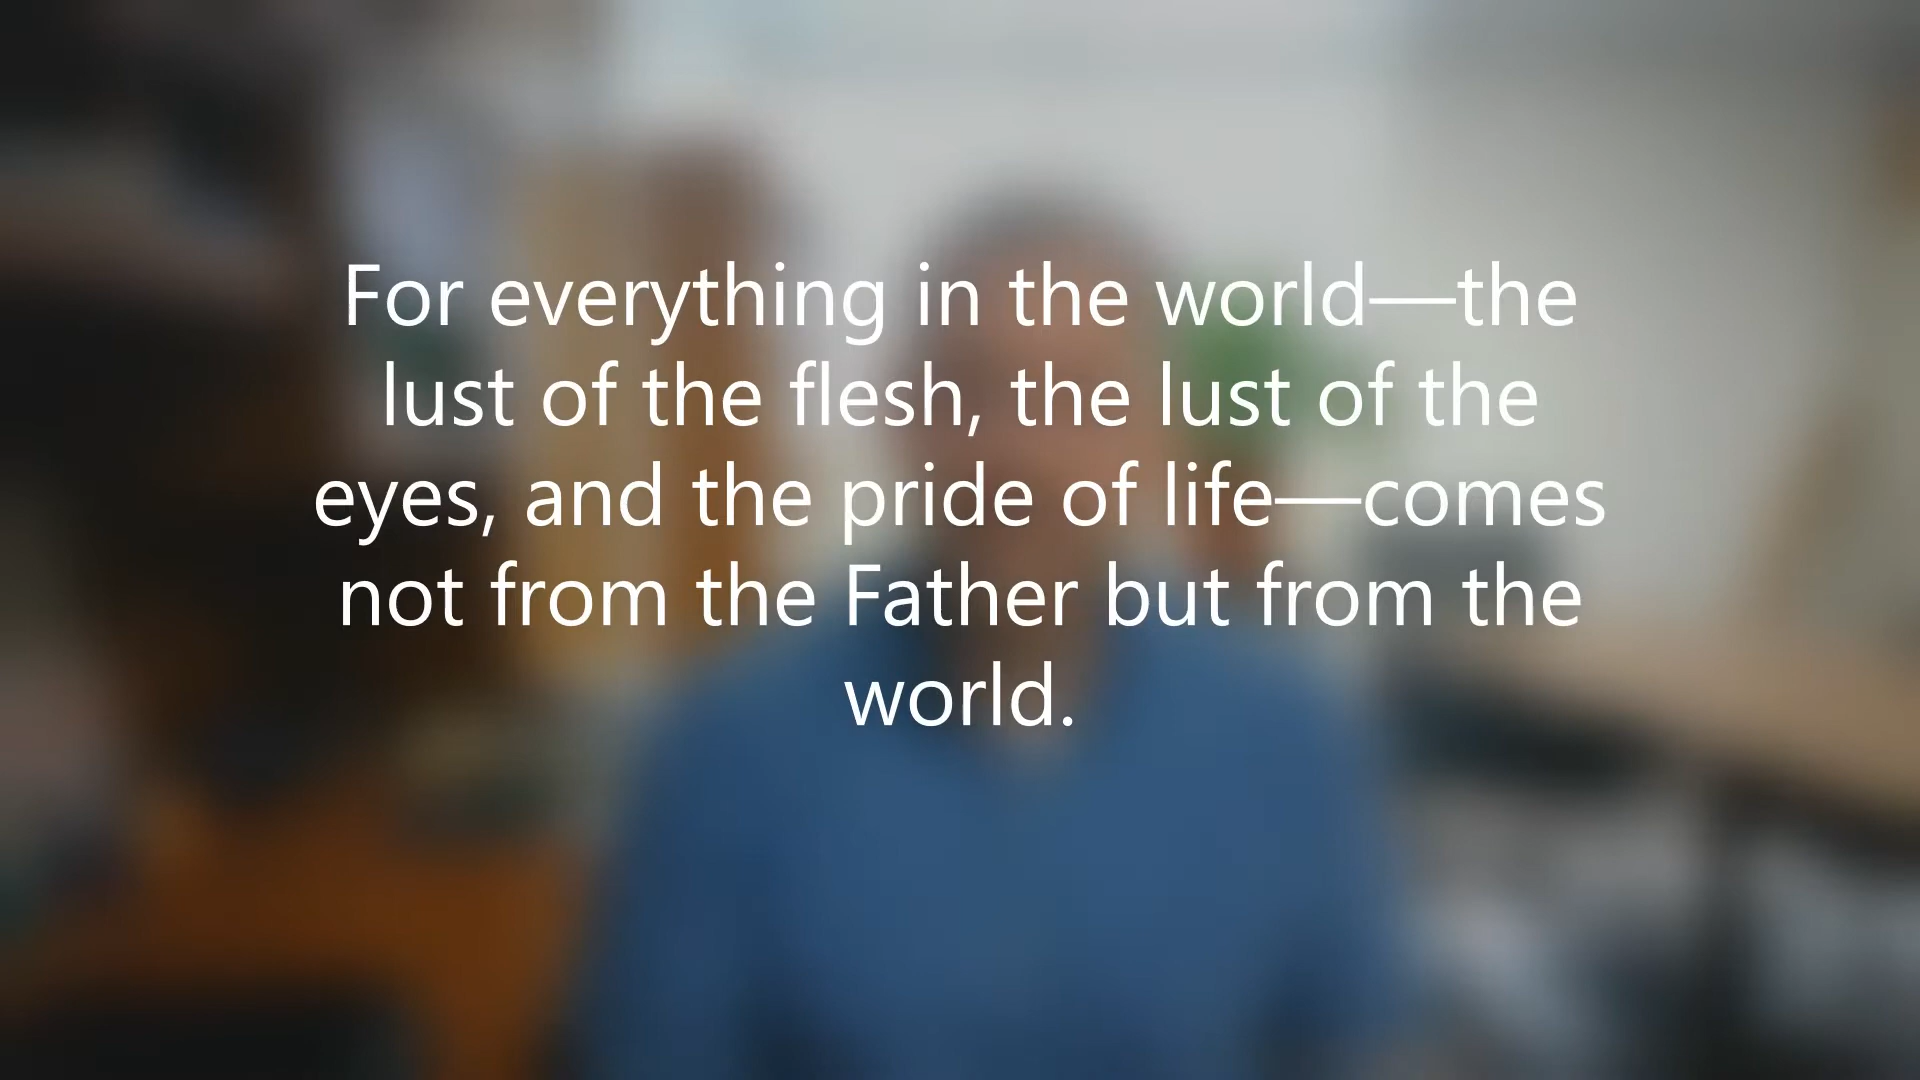 For everything in the world—the
lust of the flesh, the lust of the
eyes, and the pride of life—comes
not from the Father but from the
world.